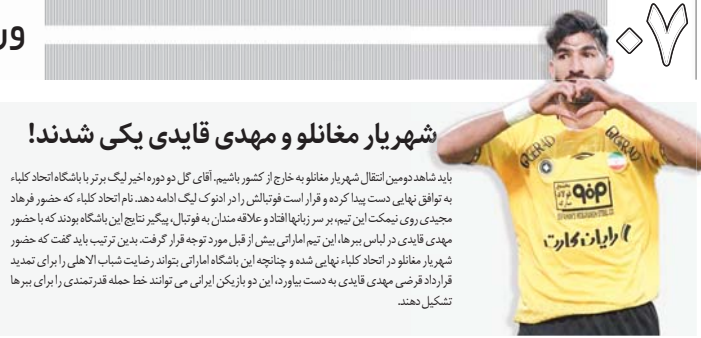 ۰۷
ور
شهریار مغانلو و مهدی قایدی یکی شدند!
باید شاهد دومین انتقال شهریار مغانلو به خارج از کشور باشیم. آقای گل دو دوره اخیر لیگ برتر با باشگاه اتحاد کلباء
به توافق نهایی دست پیدا کرده و قرار است فوتبالش را در ادنوک لیگ ادامه دهد. نام اتحاد کلباء که حضور فرهاد
مجیدی روی نیمکت این تیم، بر سر زبانها افتاد و علاقه مندان به فوتبال، پیگیر نتایج این باشگاه بودند که با حضور
مهدی قایدی در لباس ببرها، این تیم اماراتی بیش از قبل مورد توجه قرار گرفت. بدین ترتیب باید گفت که حضور
شهریار مغانلو در اتحاد کلباء نهایی شده و چنانچه این باشگاه اماراتی بتواند رضایت شباب الاهلی را برای تمدید
قرارداد قرضی مهدی قایدی به دست بیاورد، این دو بازیکن ایرانی می توانند خط حمله قدرتمندی را برای ببرها
تشکیل دهند.
رایان کارت